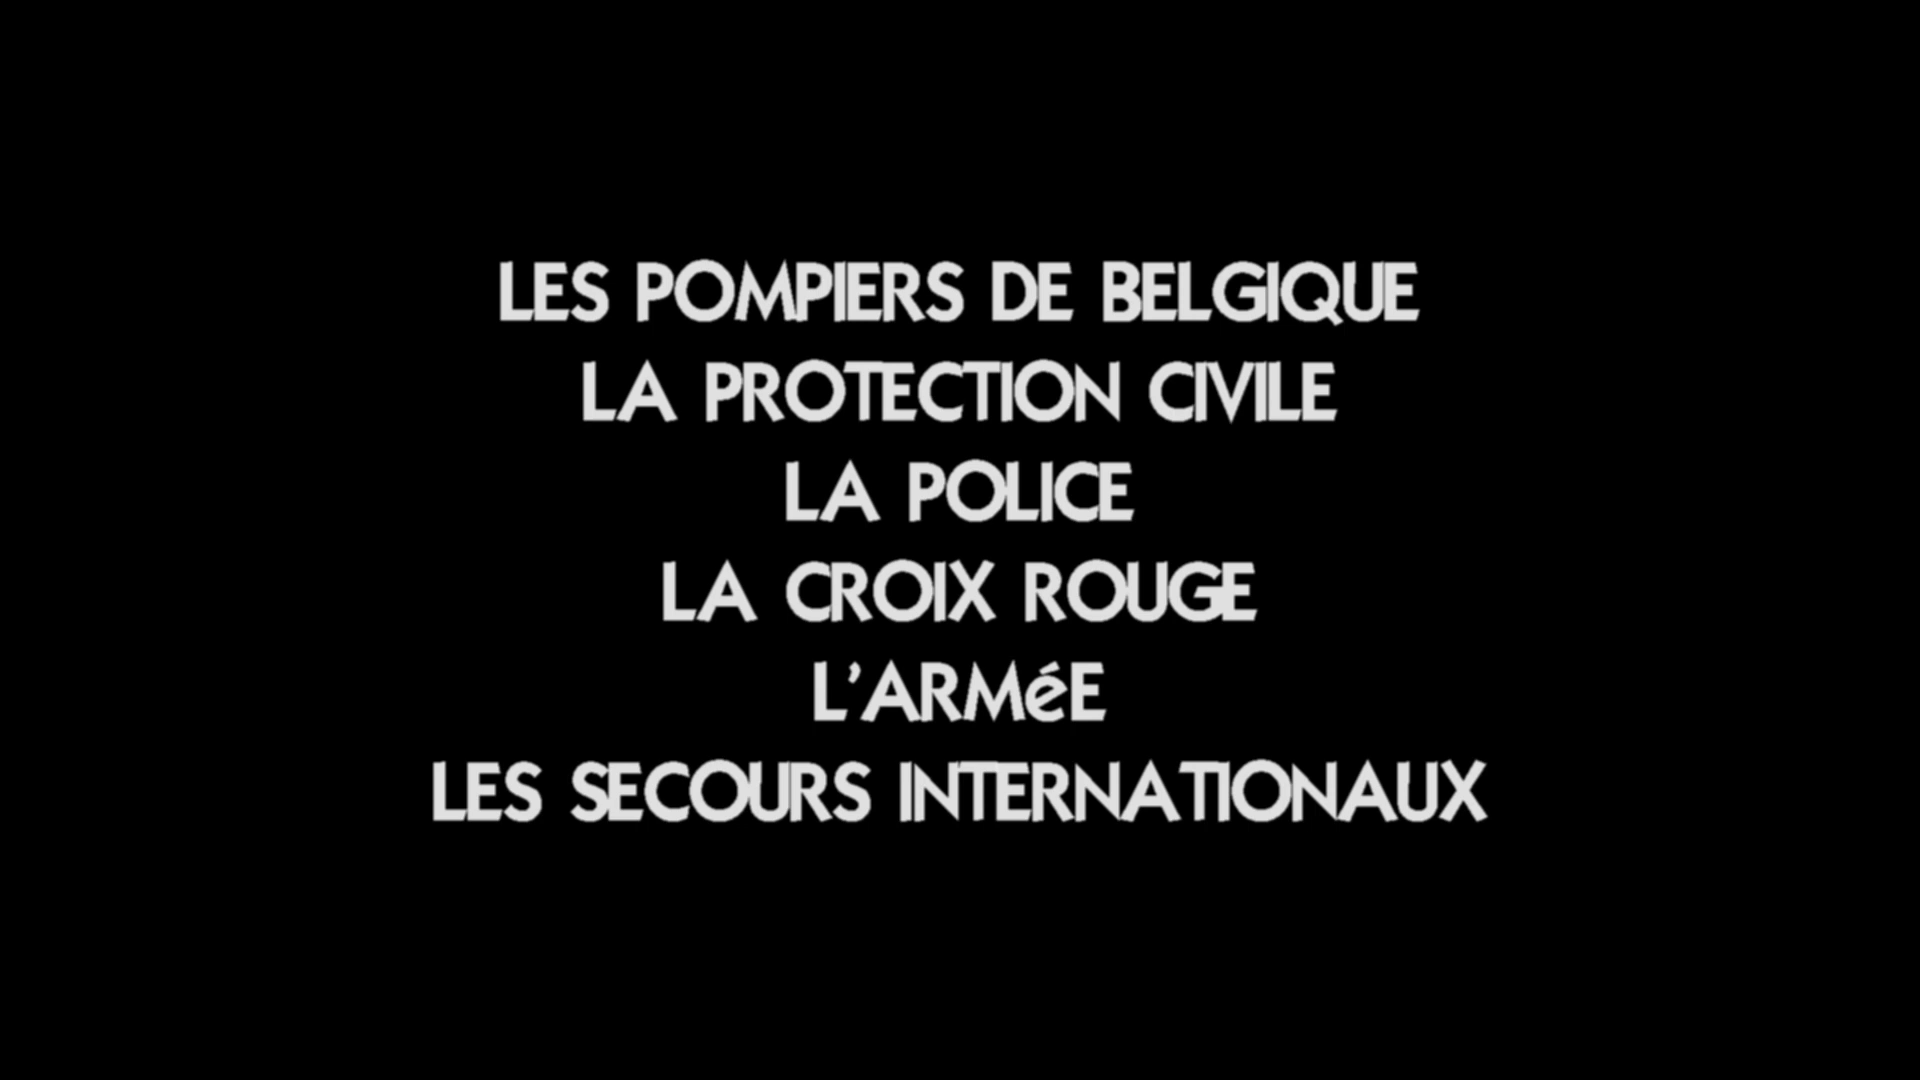 LES POMPIERS DE BELGIQUE
LA PROTECTION CIVILE
LA POLICE
LA CROIX ROUGE
L’ARMéE
LES SECOURS INTERNATIONAUX